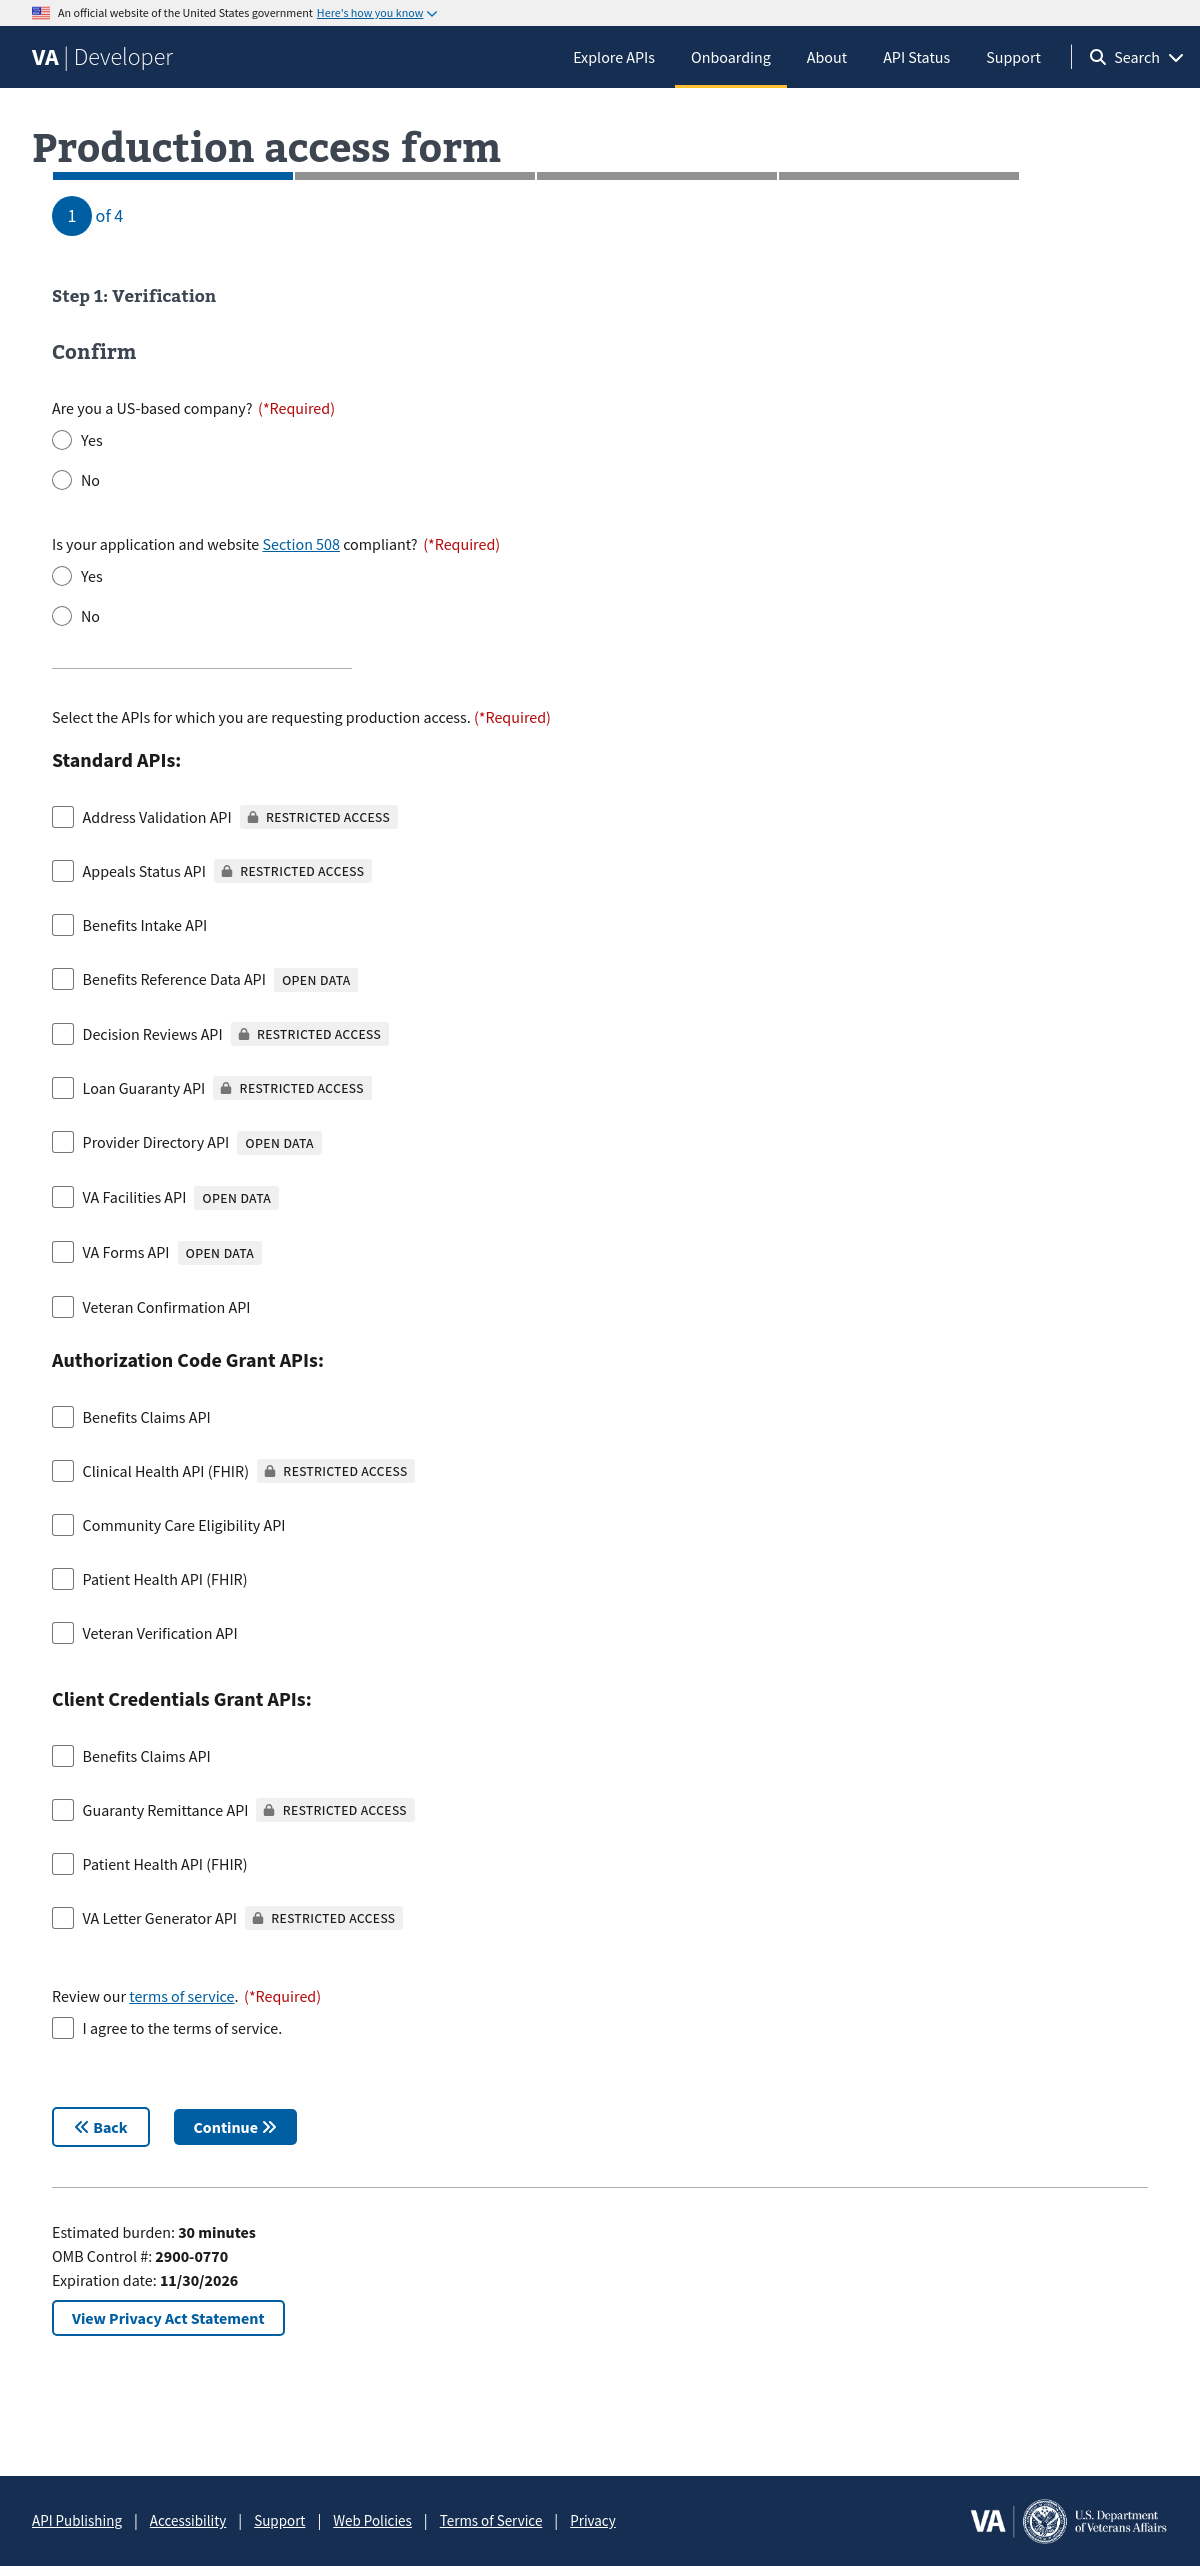 An official website of the United States government Here's how you know
VA | Developer
Explore APIs
Onboarding
About
API Status
Support
Search
Production access form
1 of 4
Step 1: Verification
Confirm
Are you a US-based company? (*Required)
Yes
No
Is your application and website Section 508 compliant? (*Required)
Yes
No
Select the APIs for which you are requesting production access. (*Required)
Standard APIs:
Address Validation API RESTRICTED ACCESS
Appeals Status API RESTRICTED ACCESS
Benefits Intake API
Benefits Reference Data API OPEN DATA
Decision Reviews API RESTRICTED ACCESS
Loan Guaranty API RESTRICTED ACCESS
Provider Directory API OPEN DATA
VA Facilities API OPEN DATA
VA Forms API OPEN DATA
Veteran Confirmation API
Authorization Code Grant APIs:
Benefits Claims API
Clinical Health API (FHIR) RESTRICTED ACCESS
Community Care Eligibility API
Patient Health API (FHIR)
Veteran Verification API
Client Credentials Grant APIs:
Benefits Claims API
Guaranty Remittance API RESTRICTED ACCESS
Patient Health API (FHIR)
VA Letter Generator API RESTRICTED ACCESS
Review our terms of service. (*Required)
I agree to the terms of service.
Back
Continue
Estimated burden: 30 minutes
OMB Control #: 2900-0770
Expiration date: 11/30/2026
View Privacy Act Statement
API Publishing | Accessibility | Support | Web Policies | Terms of Service | Privacy
VA
U.S. Department
of Veterans Affairs